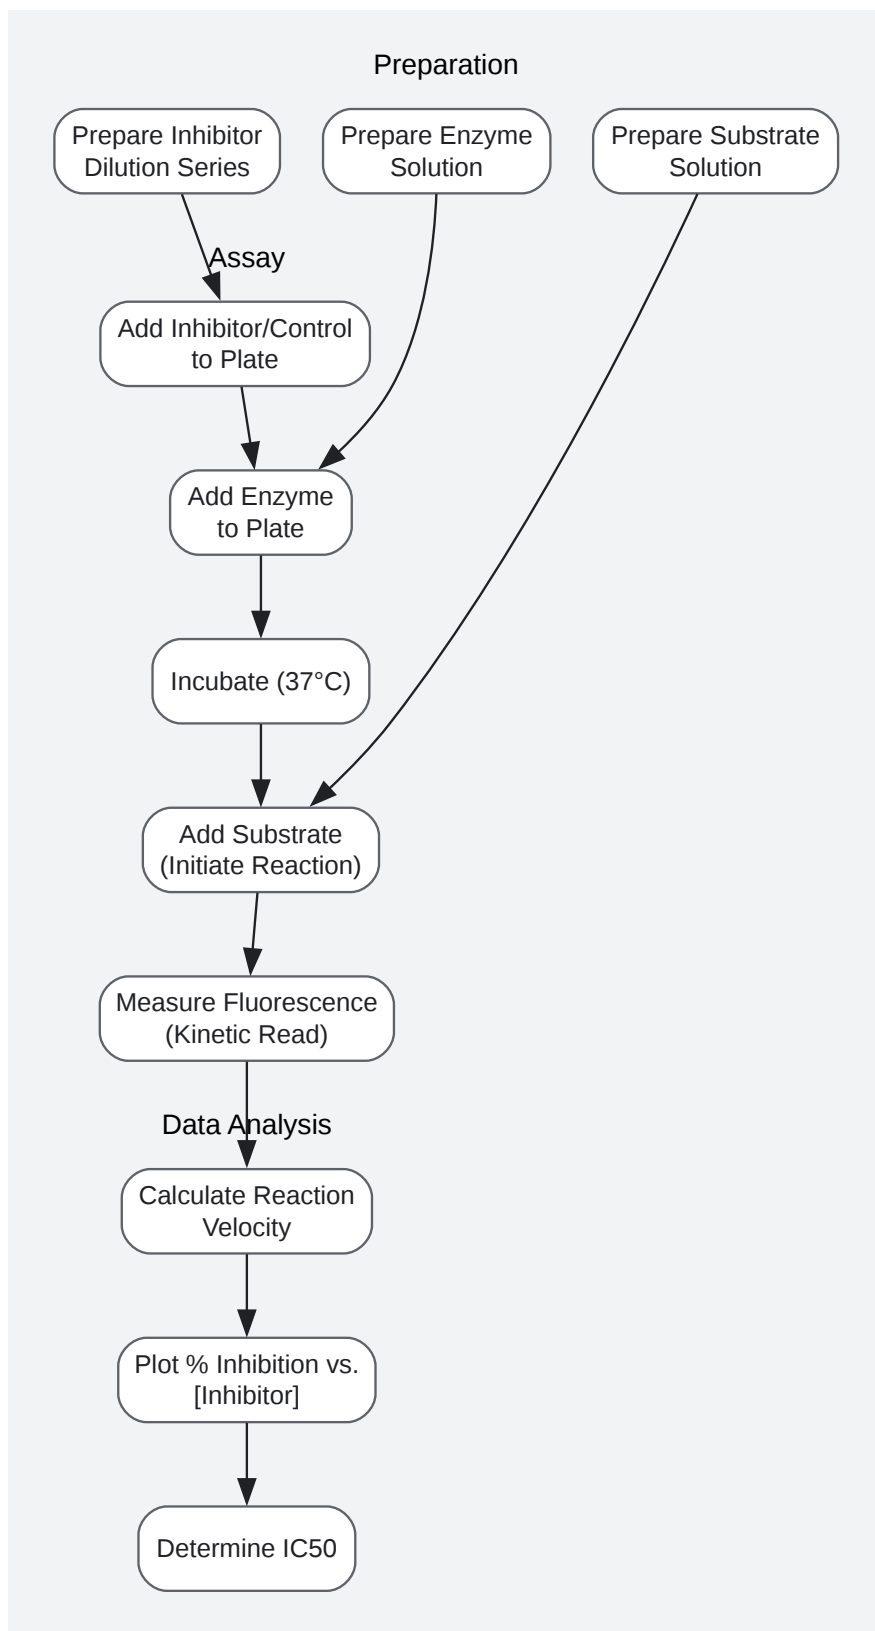 Preparation
Prepare Inhibitor
Dilution Series
Prepare Enzyme
Solution
Prepare Substrate
Solution
Assay
Add Inhibitor/Control
to Plate
Add Enzyme
to Plate
Incubate (37°C)
Add Substrate
(Initiate Reaction)
Measure Fluorescence
(Kinetic Read)
Data Analysis
Calculate Reaction
Velocity
Plot % Inhibition vs.
[Inhibitor]
Determine IC50